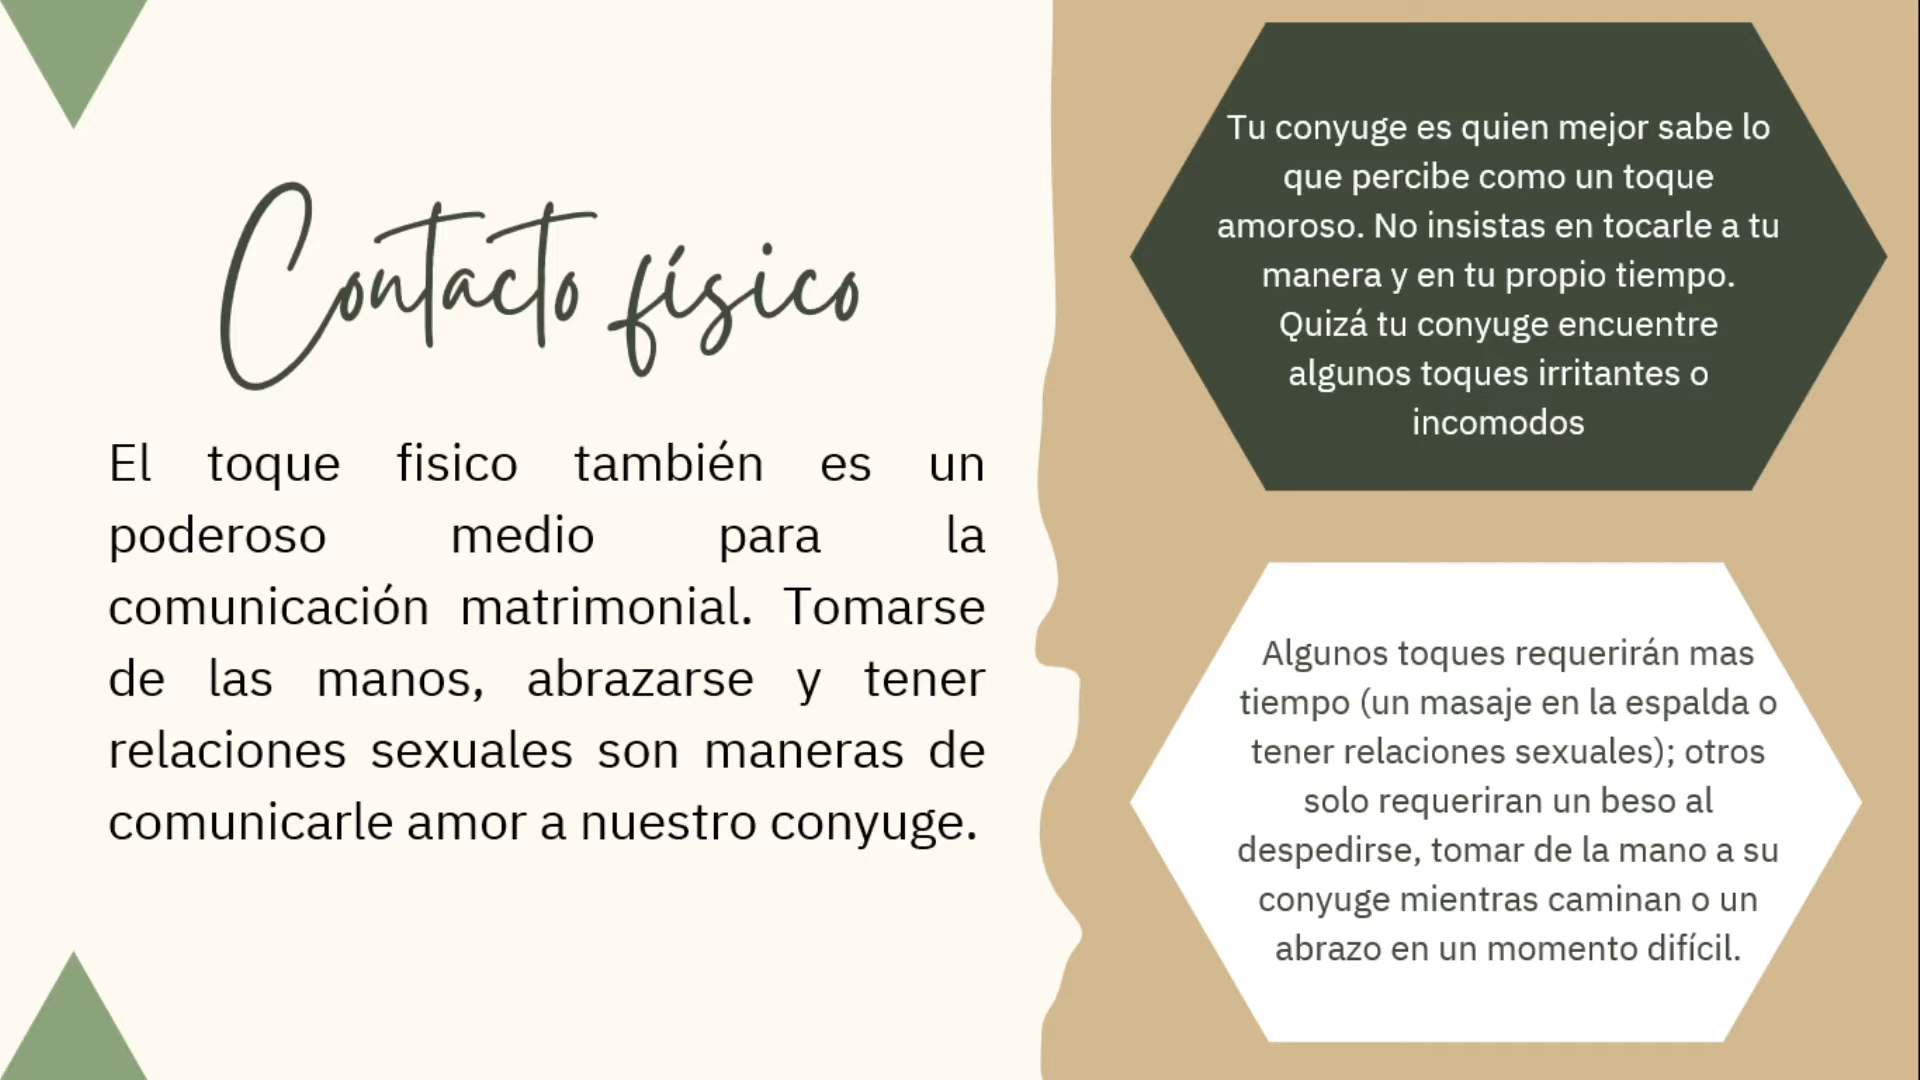 Contacto físico
El toque fisico también es un
poderoso medio para la
comunicación matrimonial. Tomarse
de las manos, abrazarse y tener
relaciones sexuales son maneras de
comunicarle amor a nuestro conyuge.
Tu conyuge es quien mejor sabe lo
que percibe como un toque
amoroso. No insistas en tocarle a tu
manera y en tu propio tiempo.
Quizá tu conyuge encuentre
algunos toques irritantes o
incomodos
Algunos toques requerirán mas
tiempo (un masaje en la espalda o
tener relaciones sexuales); otros
solo requeriran un beso al
despedirse, tomar de la mano a su
conyuge mientras caminan o un
abrazo en un momento difícil.